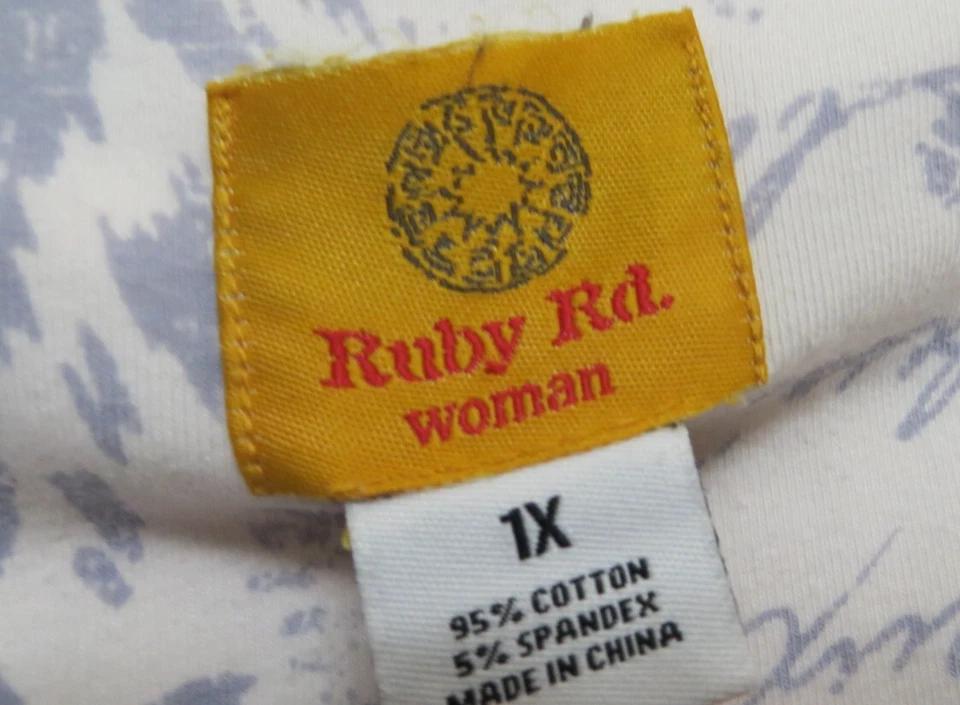 Ruby Rd.
woman
1X
95% COTTON
5% SPANDEX
MADE IN CHINA